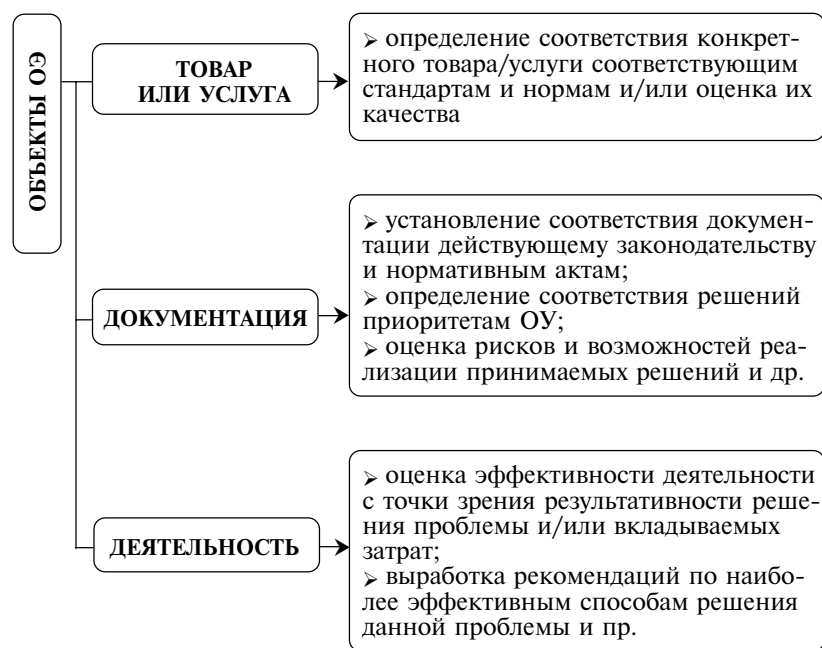 ОБЪЕКТЫ ОЭ
ТОВАР
ИЛИ УСЛУГА
➢ определение соответствия конкрет-
ного товара/услуги соответствующим
стандартам и нормам и/или оценка их
качества
ДОКУМЕНТАЦИЯ
➢ установление соответствия докумен-
тации действующему законодательству
и нормативным актам;
➢ определение соответствия решений
приоритетам ОУ;
➢ оценка рисков и возможностей реа-
лизации принимаемых решений и др.
ДЕЯТЕЛЬНОСТЬ
➢ оценка эффективности деятельности
с точки зрения результативности реше-
ния проблемы и/или вкладываемых
затрат;
➢ выработка рекомендаций по наибо-
лее эффективным способам решения
данной проблемы и пр.